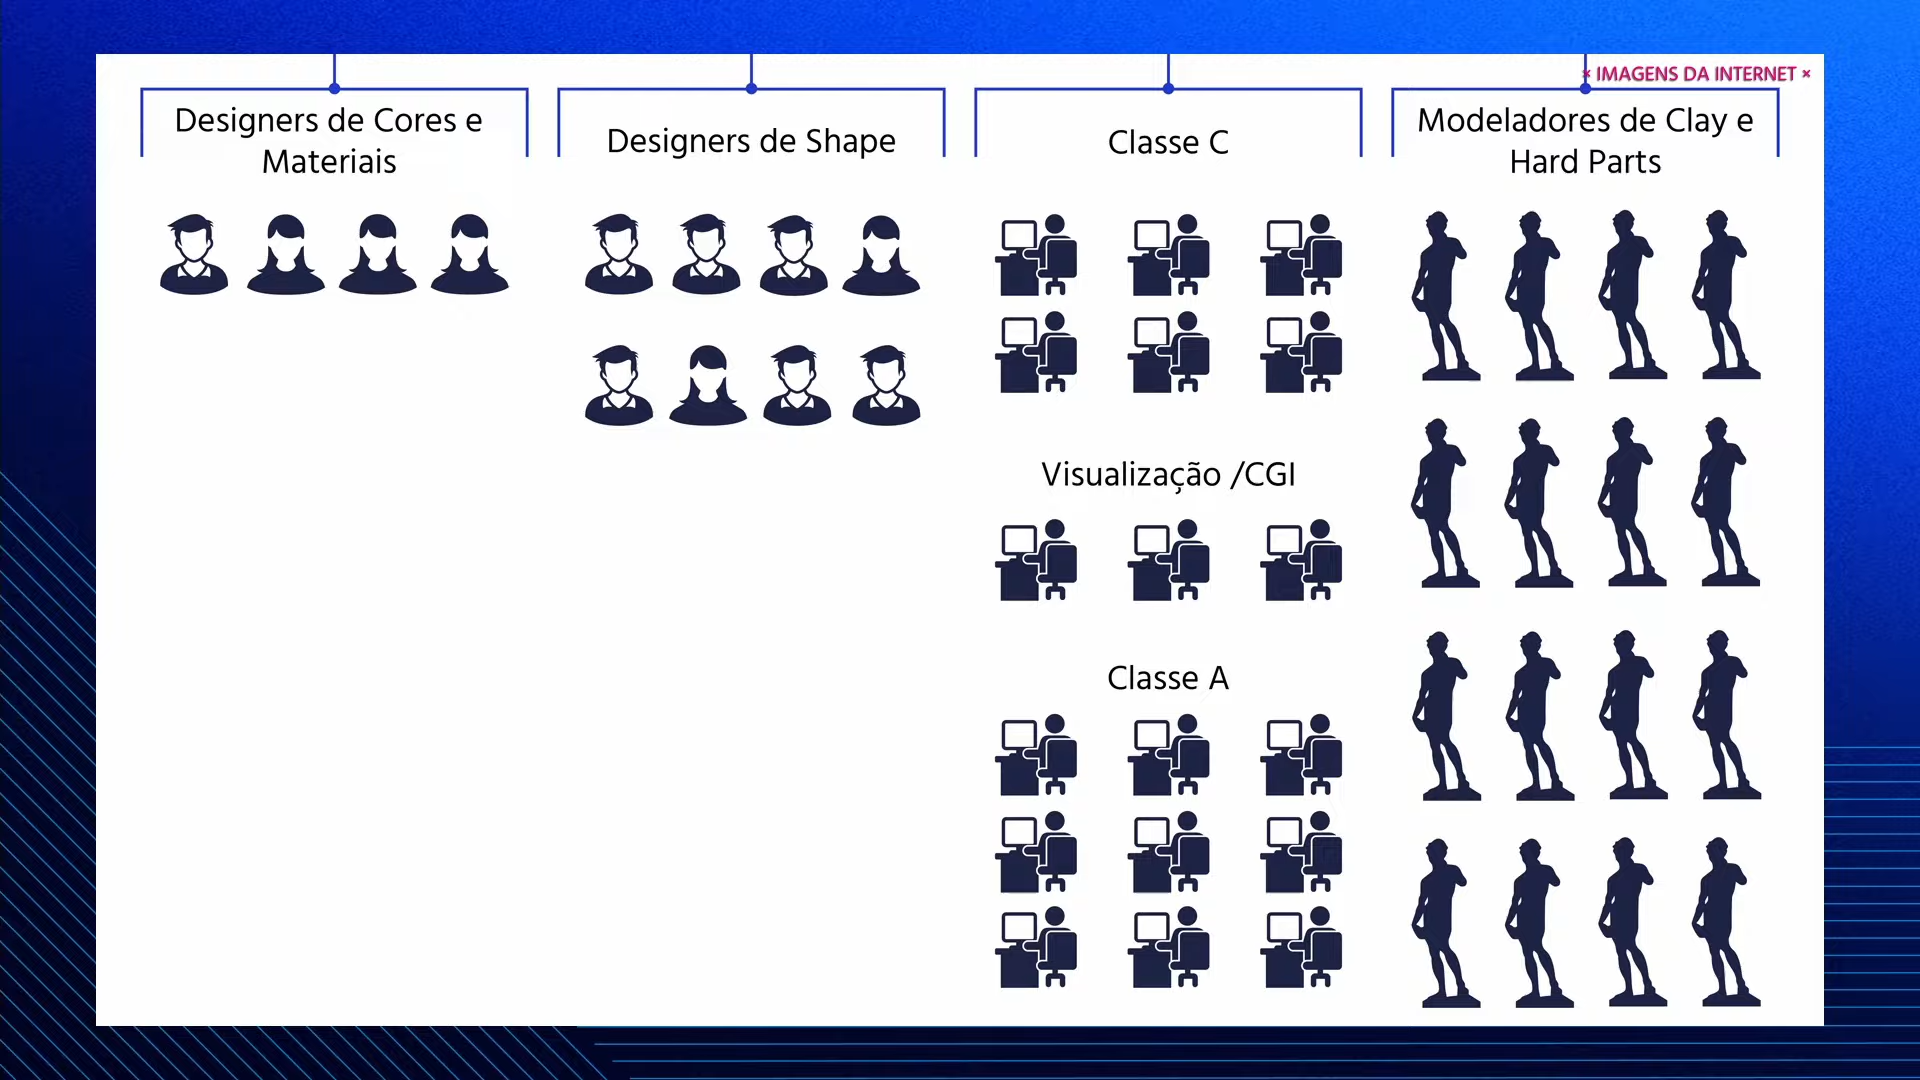 × IMAGENS DA INTERNET ×
Designers de Cores e
Materiais
Designers de Shape
Classe C
Modeladores de Clay e
Hard Parts
Visualização /CGI
Classe A